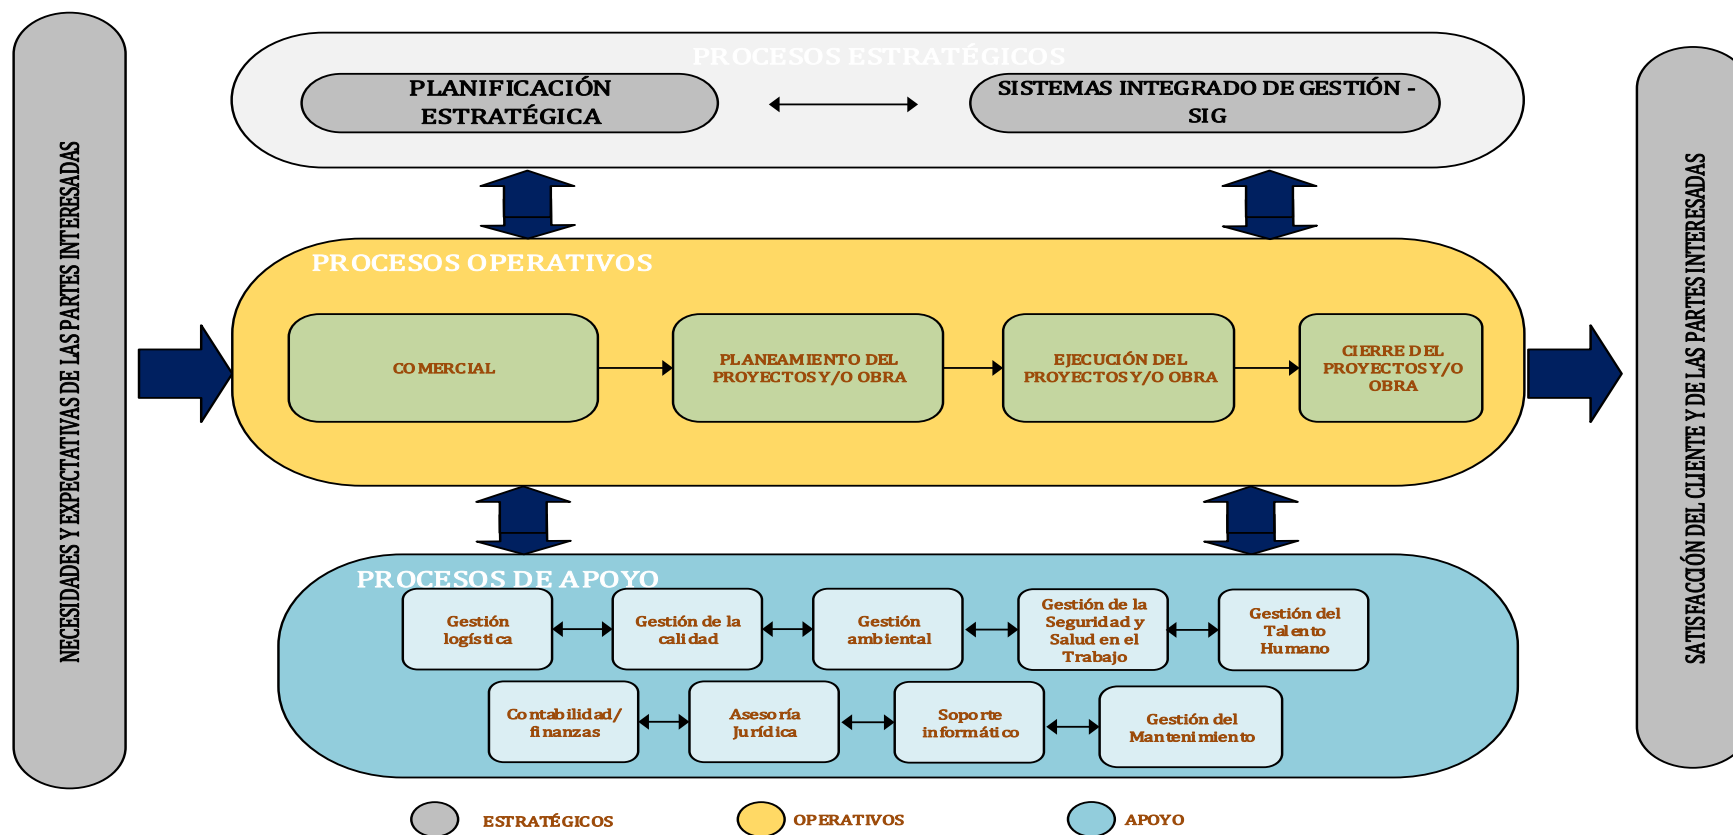 NECESIDADES Y EXPECTATIVAS DE LAS PARTES INTERESADAS
PROCESOS ESTRATÉGICOS
PLANIFICACIÓN
ESTRATÉGICA
SISTEMAS INTEGRADO DE GESTIÓN -
SIG
PROCESOS OPERATIVOS
COMERCIAL
PLANEAMIENTO DEL
PROYECTOS Y/O OBRA
EJECUCIÓN DEL
PROYECTOS Y/O OBRA
CIERRE DEL
PROYECTOS Y/O
OBRA
PROCESOS DE APOYO
Gestión
logística
Gestión de la
calidad
Gestión
ambiental
Gestión de la
Seguridad y
Salud en el
Trabajo
Gestión del
Talento
Humano
Contabilidad/
finanzas
Asesoría
Jurídica
Soporte
informático
Gestión del
Mantenimiento
SATISFACCIÓN DEL CLIENTE Y DE LAS PARTES INTERESADAS
ESTRATÉGICOS
OPERATIVOS
APOYO